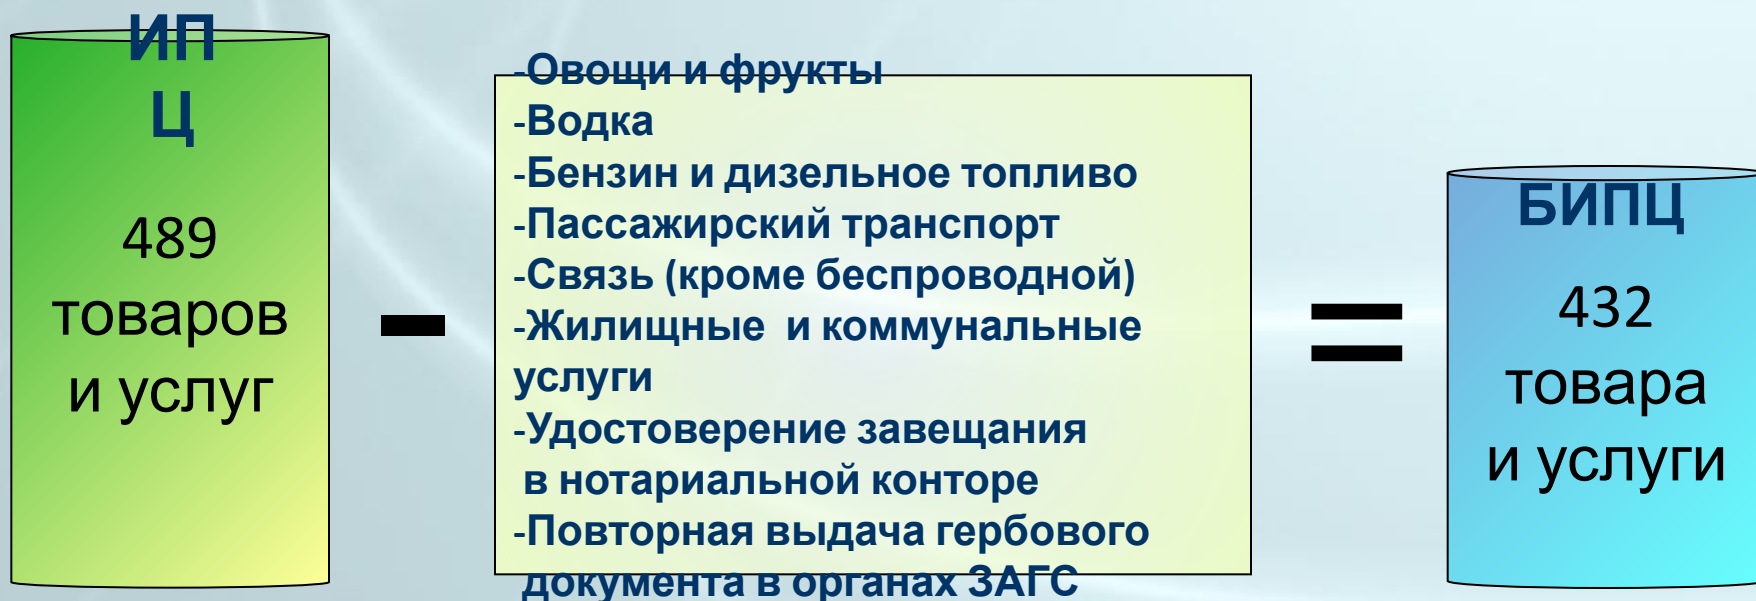 ИП
Ц
489
товаров
и услуг
-
-Овощи и фрукты
-Водка
-Бензин и дизельное топливо
-Пассажирский транспорт
-Связь (кроме беспроводной)
-Жилищные  и коммунальные
услуги
-Удостоверение завещания
в нотариальной конторе
-Повторная выдача гербового
документа в органах ЗАГС
=
БИПЦ
432
товара
и услуги